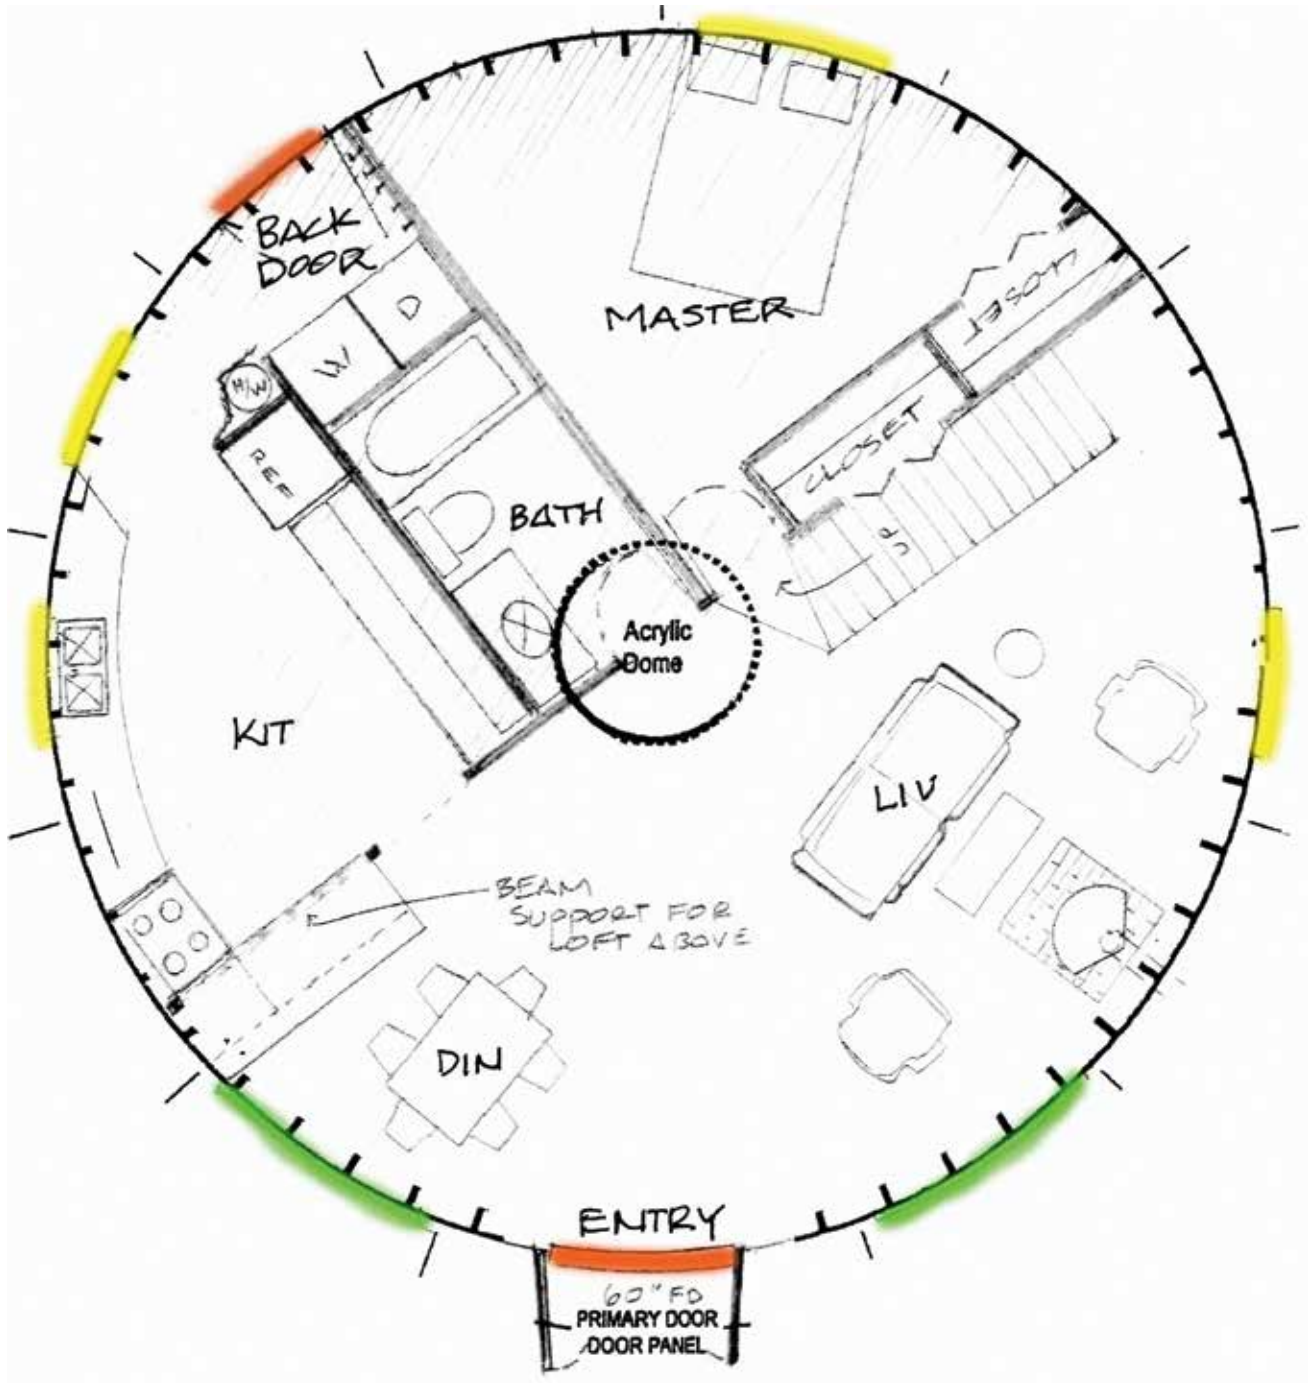 BACK
DOOR
MASTER
CLOSET
D
W
H/W
REF
CLOSET
UP
BATH
Acrylic
Dome
KIT
LIV
BEAM
SUPPORT FOR
LOFT ABOVE
DIN
ENTRY
60" FD
PRIMARY DOOR
DOOR PANEL